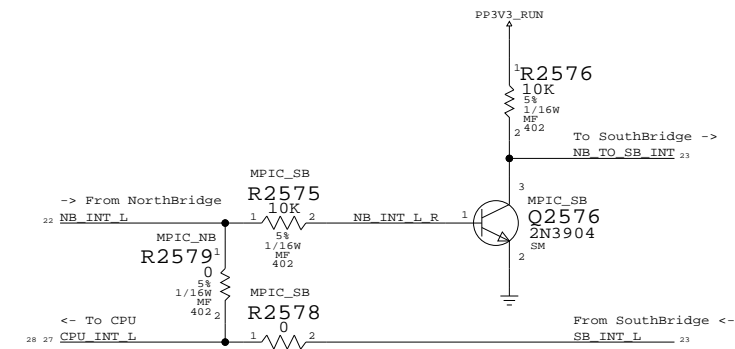 PP3V3_RUN
1
R2576
10K
5%
1/16W
MF
402
2
To SouthBridge ->
NB_TO_SB_INT 23
3
MPIC_SB
Q2576
2N3904
SM
1
2
-> From NorthBridge
22 NB_INT_L
MPIC_SB
R2575
10K
1 2
5%
1/16W
MF
402
NB_INT_L_R
MPIC_NB
R2579
1
0
5%
1/16W
MF
402
2
<- To CPU
28 27 CPU_INT_L
MPIC_SB
R2578
0
1 2
From SouthBridge <-
SB_INT_L 23